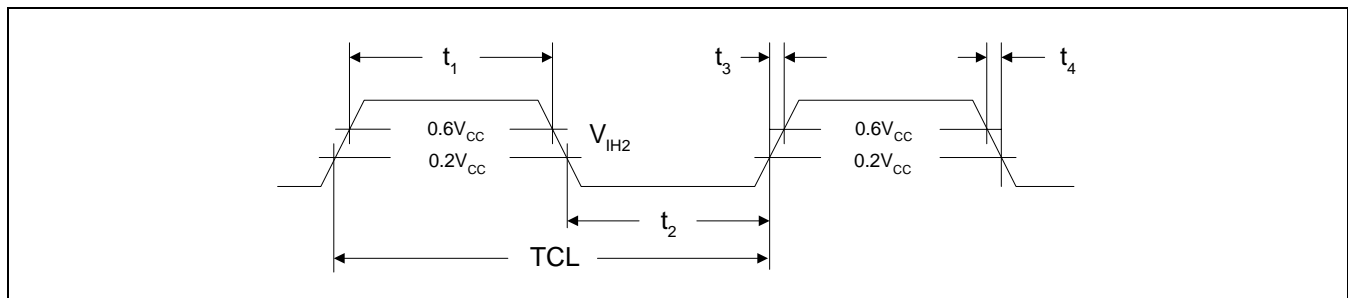 t1 t3 t4
0.6VCC VIH2 0.6VCC
0.2VCC 0.2VCC
t2
TCL